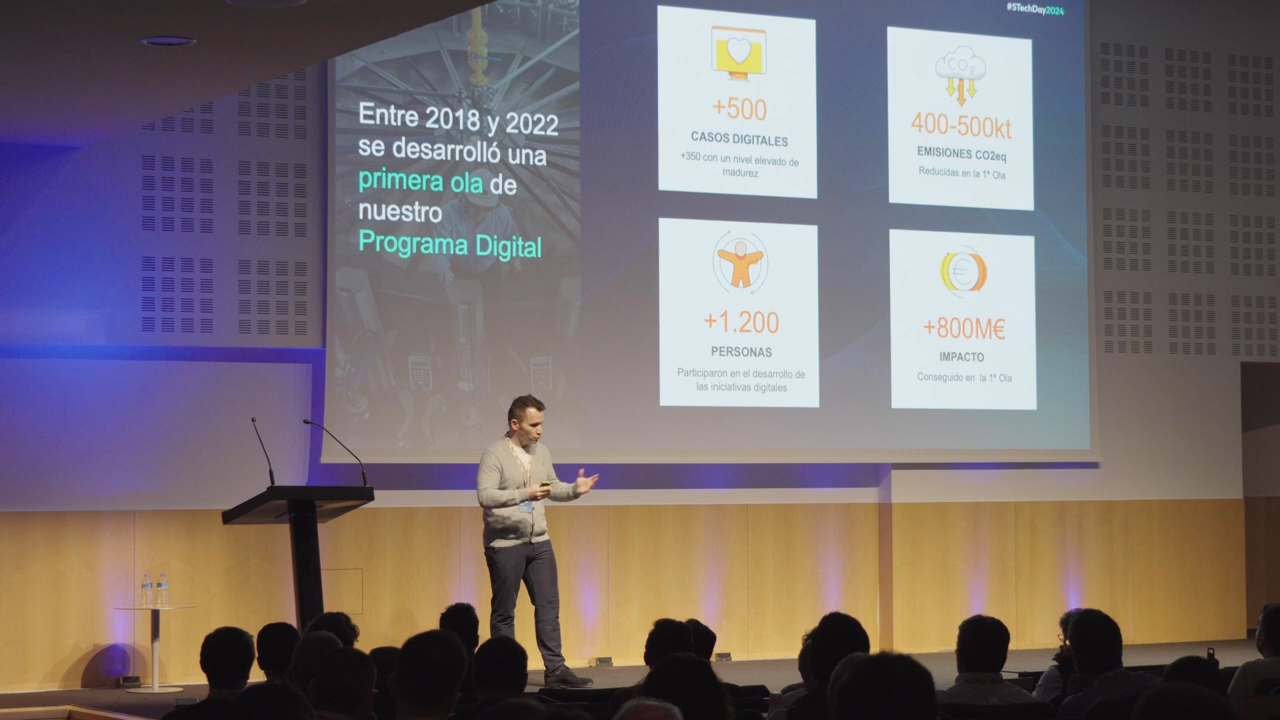 #STechDay2024
Entre 2018 y 2022
se desarrolló una
primera ola de
nuestro
Programa Digital
+500
CASOS DIGITALES
+350 con un nivel elevado de
madurez
CO2
400-500kt
EMISIONES CO2eq
Reducidas en la 1ª Ola
+1.200
PERSONAS
Participaron en el desarrollo de
las iniciativas digitales
€
+800M€
IMPACTO
Conseguido en la 1ª Ola